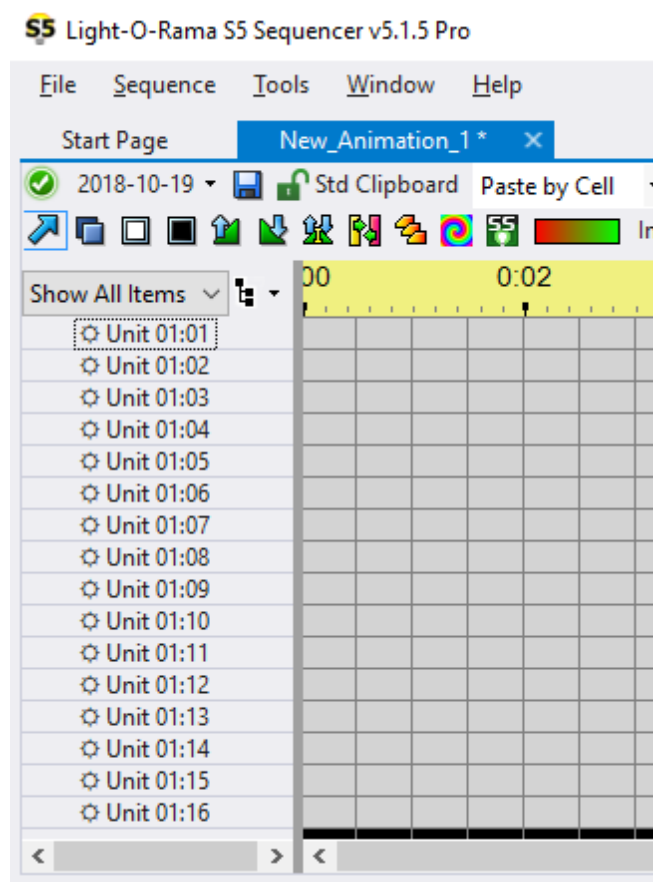 S5 Light-O-Rama S5 Sequencer v5.1.5 Pro
File Sequence Tools Window Help
Start Page New_Animation_1 * ×
2018-10-19 Std Clipboard Paste by Cell
S5
Show All Items 00 0:02
Unit 01:01
Unit 01:02
Unit 01:03
Unit 01:04
Unit 01:05
Unit 01:06
Unit 01:07
Unit 01:08
Unit 01:09
Unit 01:10
Unit 01:11
Unit 01:12
Unit 01:13
Unit 01:14
Unit 01:15
Unit 01:16